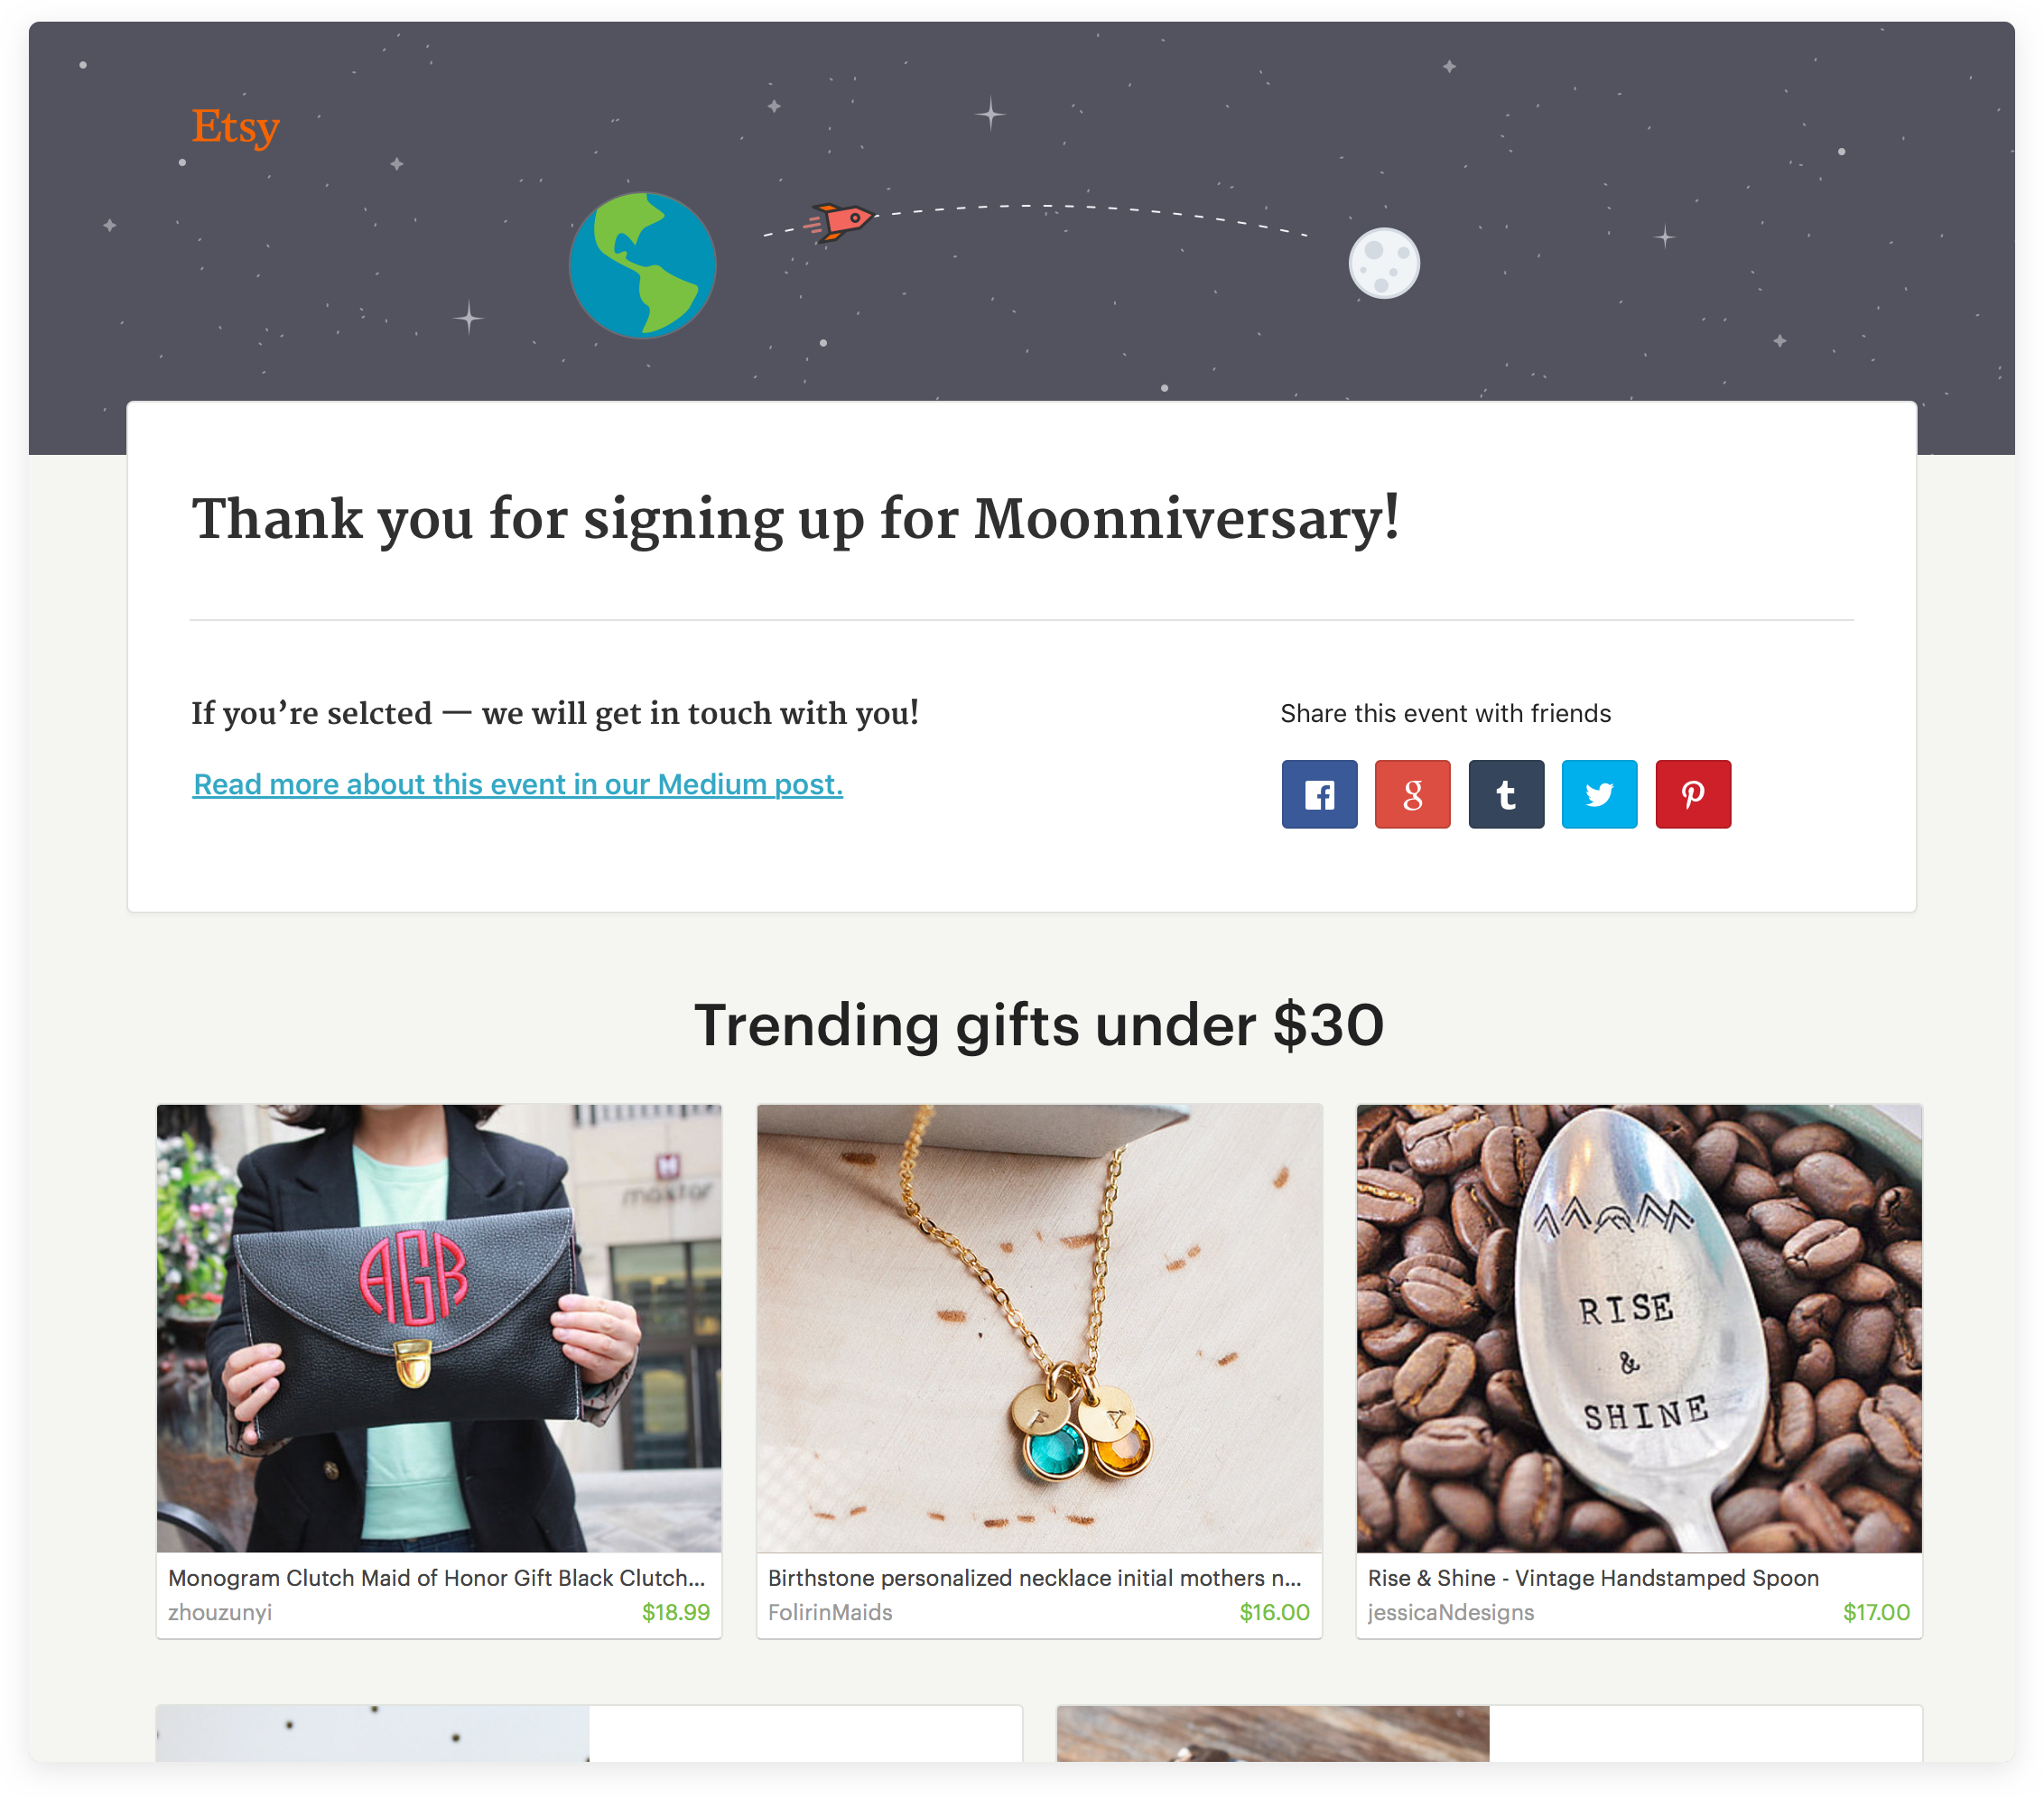 Etsy
Thank you for signing up for Moonniversary!
If you’re selcted — we will get in touch with you!
Read more about this event in our Medium post.
Share this event with friends
Trending gifts under $30
AGR
RISE
&
SHINE
Monogram Clutch Maid of Honor Gift Black Clutch...
zhouzunyi
$18.99
Birthstone personalized necklace initial mothers n...
FolirinMaids
$16.00
Rise & Shine - Vintage Handstamped Spoon
jessicaNdesigns
$17.00